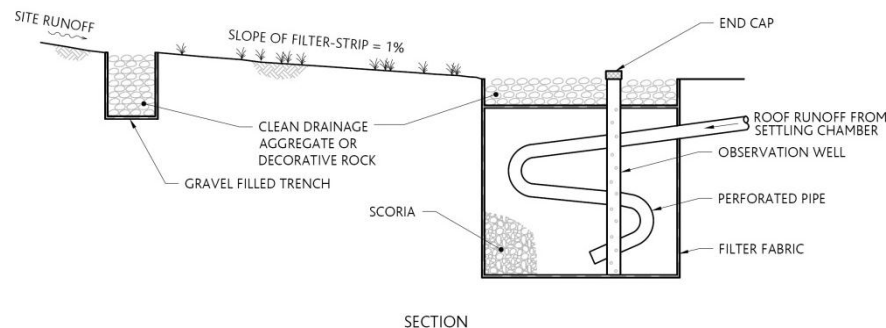 SITE RUNOFF
SLOPE OF FILTER-STRIP = 1%
END CAP
CLEAN DRAINAGE
AGGREGATE OR
DECORATIVE ROCK
ROOF RUNOFF FROM
SETTLING CHAMBER
OBSERVATION WELL
GRAVEL FILLED TRENCH
SCORIA
PERFORATED PIPE
FILTER FABRIC
SECTION